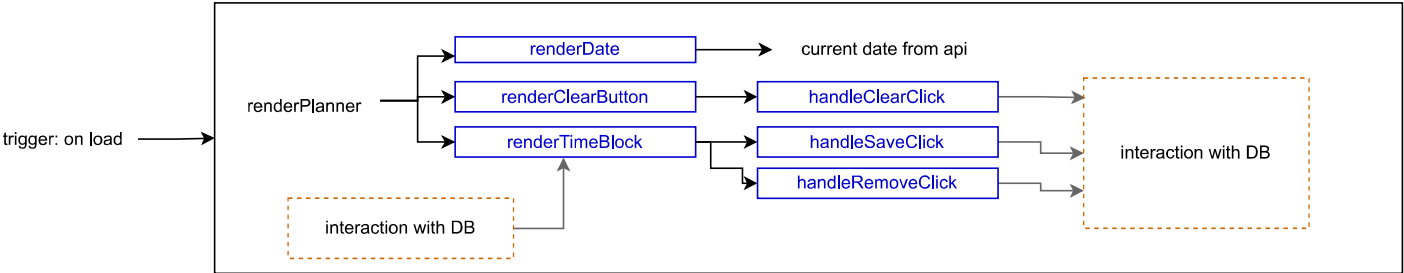 trigger: on load
renderPlanner
renderDate
current date from api
renderClearButton
handleClearClick
renderTimeBlock
handleSaveClick
handleRemoveClick
interaction with DB
interaction with DB